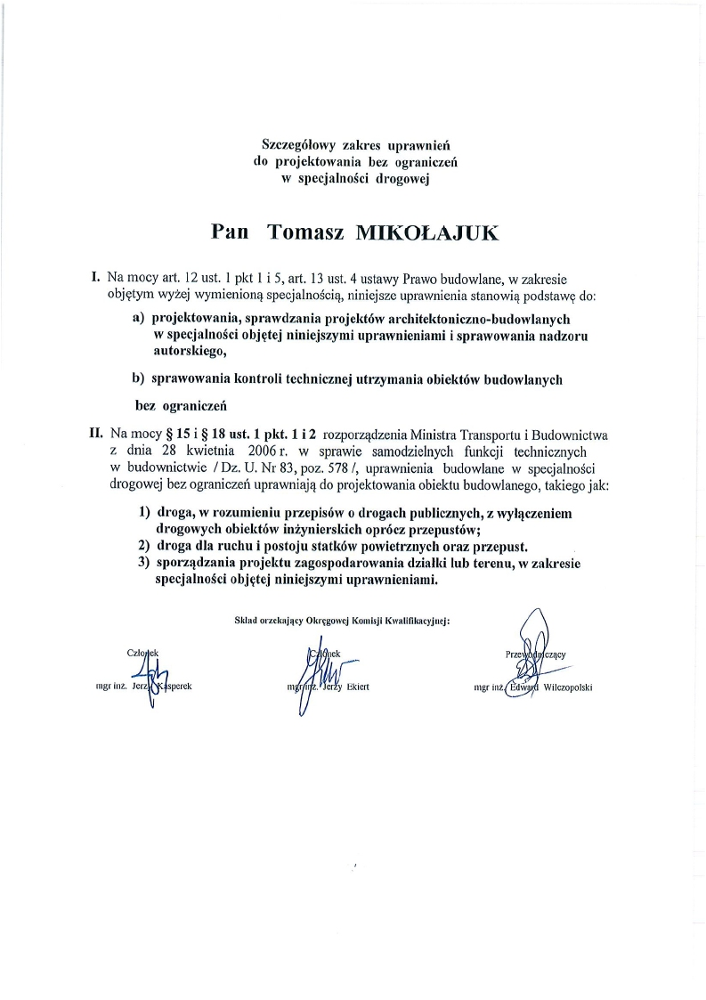 Szczegółowy zakres uprawnień
do projektowania bez ograniczeń
w specjalności drogowej
Pan Tomasz MIKOŁAJUK
I. Na mocy art. 12 ust. 1 pkt 1 i 5, art. 13 ust. 4 ustawy Prawo budowlane, w zakresie
objętym wyżej wymienioną specjalnością, niniejsze uprawnienia stanowią podstawę do:
a) projektowania, sprawdzania projektów architektoniczno-budowlanych
w specjalności objętej niniejszymi uprawnieniami i sprawowania nadzoru
autorskiego,
b) sprawowania kontroli technicznej utrzymania obiektów budowlanych
bez ograniczeń
II. Na mocy § 15 i § 18 ust. 1 pkt. 1 i 2 rozporządzenia Ministra Transportu i Budownictwa
z dnia 28 kwietnia 2006 r. w sprawie samodzielnych funkcji technicznych
w budownictwie / Dz. U. Nr 83, poz. 578 /, uprawnienia budowlane w specjalności
drogowej bez ograniczeń uprawniają do projektowania obiektu budowlanego, takiego jak:
1) droga, w rozumieniu przepisów o drogach publicznych, z wyłączeniem
drogowych obiektów inżynierskich oprócz przepustów;
2) droga dla ruchu i postoju statków powietrznych oraz przepust.
3) sporządzania projektu zagospodarowania działki lub terenu, w zakresie
specjalności objętej niniejszymi uprawnieniami.
Skład orzekający Okręgowej Komisji Kwalifikacyjnej:
Członek Członek Przewodniczący
mgr inż. Jerzy Kasperek mgr inż. Jerzy Ekiert mgr inż. Edward Wilczopolski